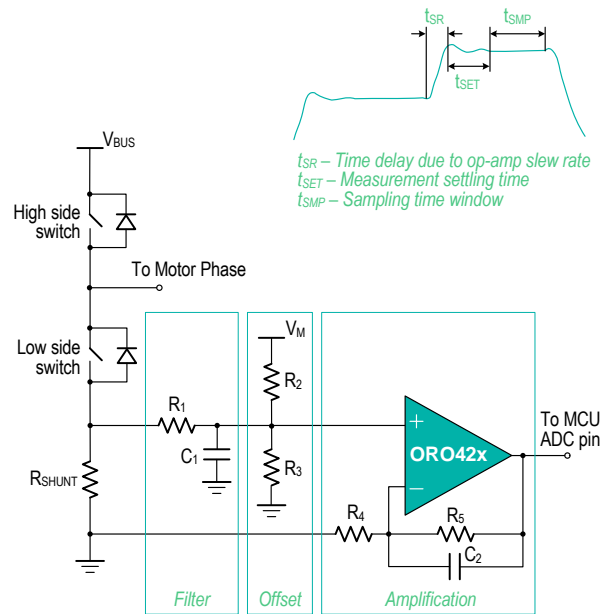 tSR
tSMP
tSET
tSR – Time delay due to op-amp slew rate
tSET – Measurement settling time
tSMP – Sampling time window
VBUS
High side
switch
To Motor Phase
Low side
switch
VM
R2
R1
C1
R3
RSHUNT
+
ORO42x
−
To MCU
ADC pin
R4
R5
C2
Filter
Offset
Amplification